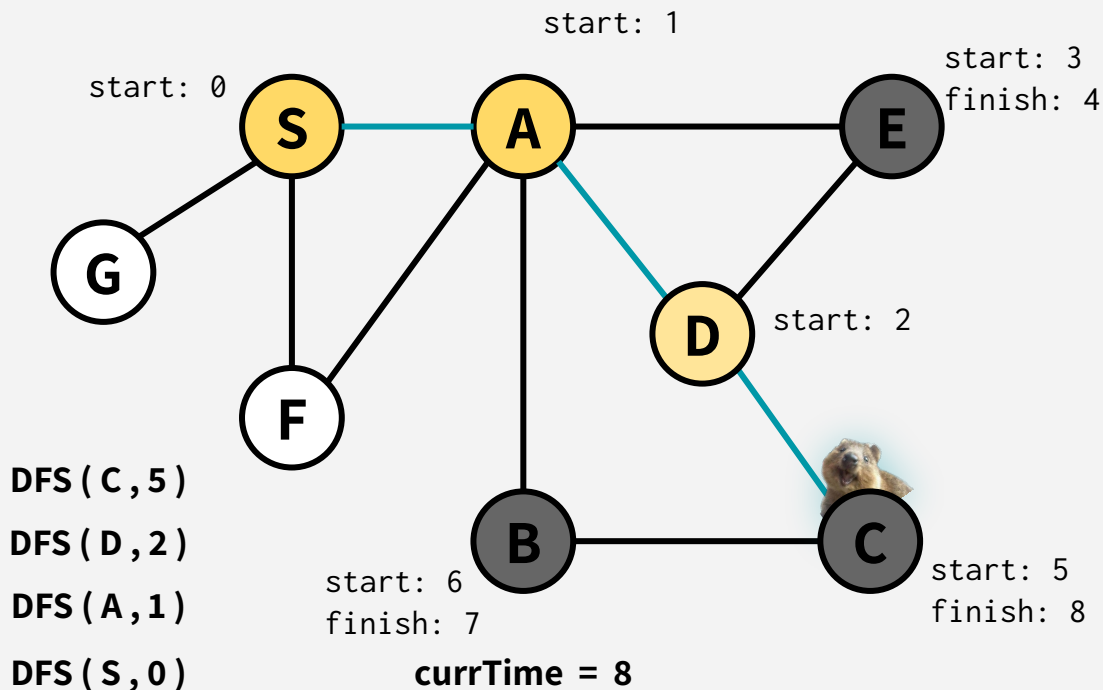 start: 1
start: 0
S
A
E
start: 3
finish: 4
G
D
start: 2
F
DFS(C,5)
DFS(D,2)
DFS(A,1)
DFS(S,0)
B
start: 6
finish: 7
C
start: 5
finish: 8
currTime = 8